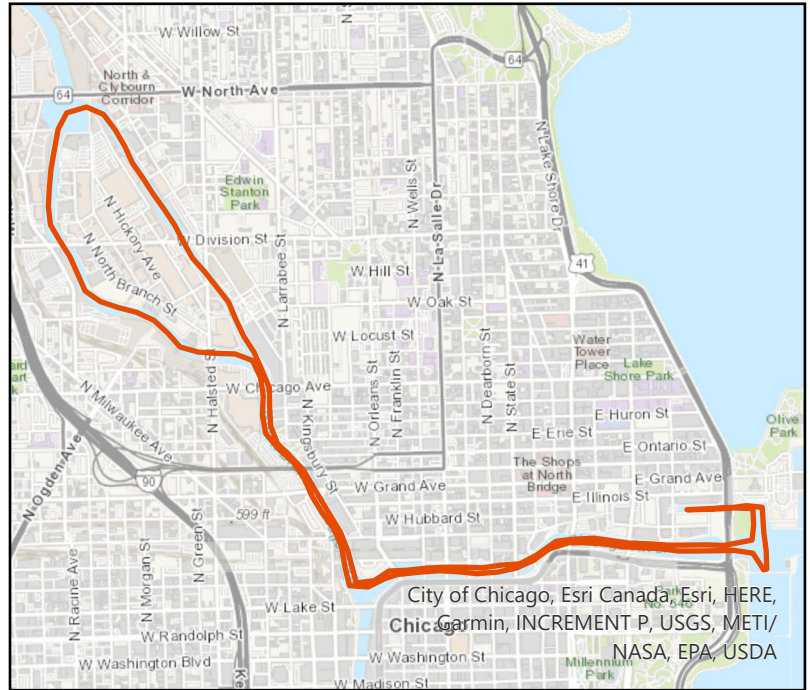 W Willow St
64
North &
Clybourn
Corridor
64
W North Ave
N Lake Shore Dr
Edwin
Stanton
Park
N Wells St
N La Salle Dr
N Hickory Ave
W Division St
N North Branch St
N Larrabee St
W Hill St
41
W Oak St
W Locust St
Water
Tower
Place
Lake
Shore Park
N Orleans St
N Franklin St
N Dearborn St
N State St
N Halsted St
W Chicago Ave
N Milwaukee Ave
N Kingsbury St
E Huron St
Olive
Park
E Erie St
E Ontario St
N Ogden Ave
The Shops
at North
Bridge
E Grand Ave
90
W Grand Ave
E Illinois St
599 ft
W Hubbard St
N Racine Ave
N Morgan St
N Green St
W Lake St
City of Chicago, Esri Canada, Esri, HERE,
Garmin, INCREMENT P, USGS, METI/
NASA, EPA, USDA
Chicago
W Randolph St
W Washington Blvd
W Washington St
Millennium
Park
W Madison St